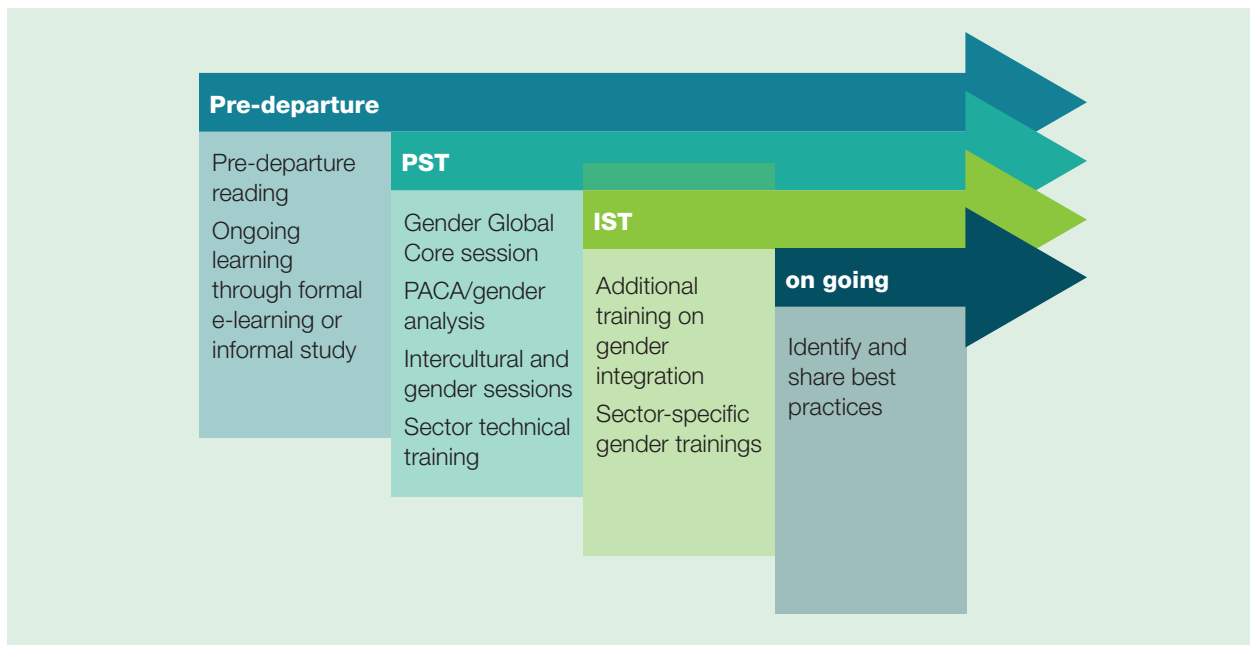 Pre-departure
Pre-departure
reading
Ongoing
learning
through formal
e-learning or
informal study
PST
Gender Global
Core session
PACA/gender
analysis
Intercultural and
gender sessions
Sector technical
training
IST
Additional
training on
gender
integration
Sector-specific
gender trainings
on going
Identify and
share best
practices